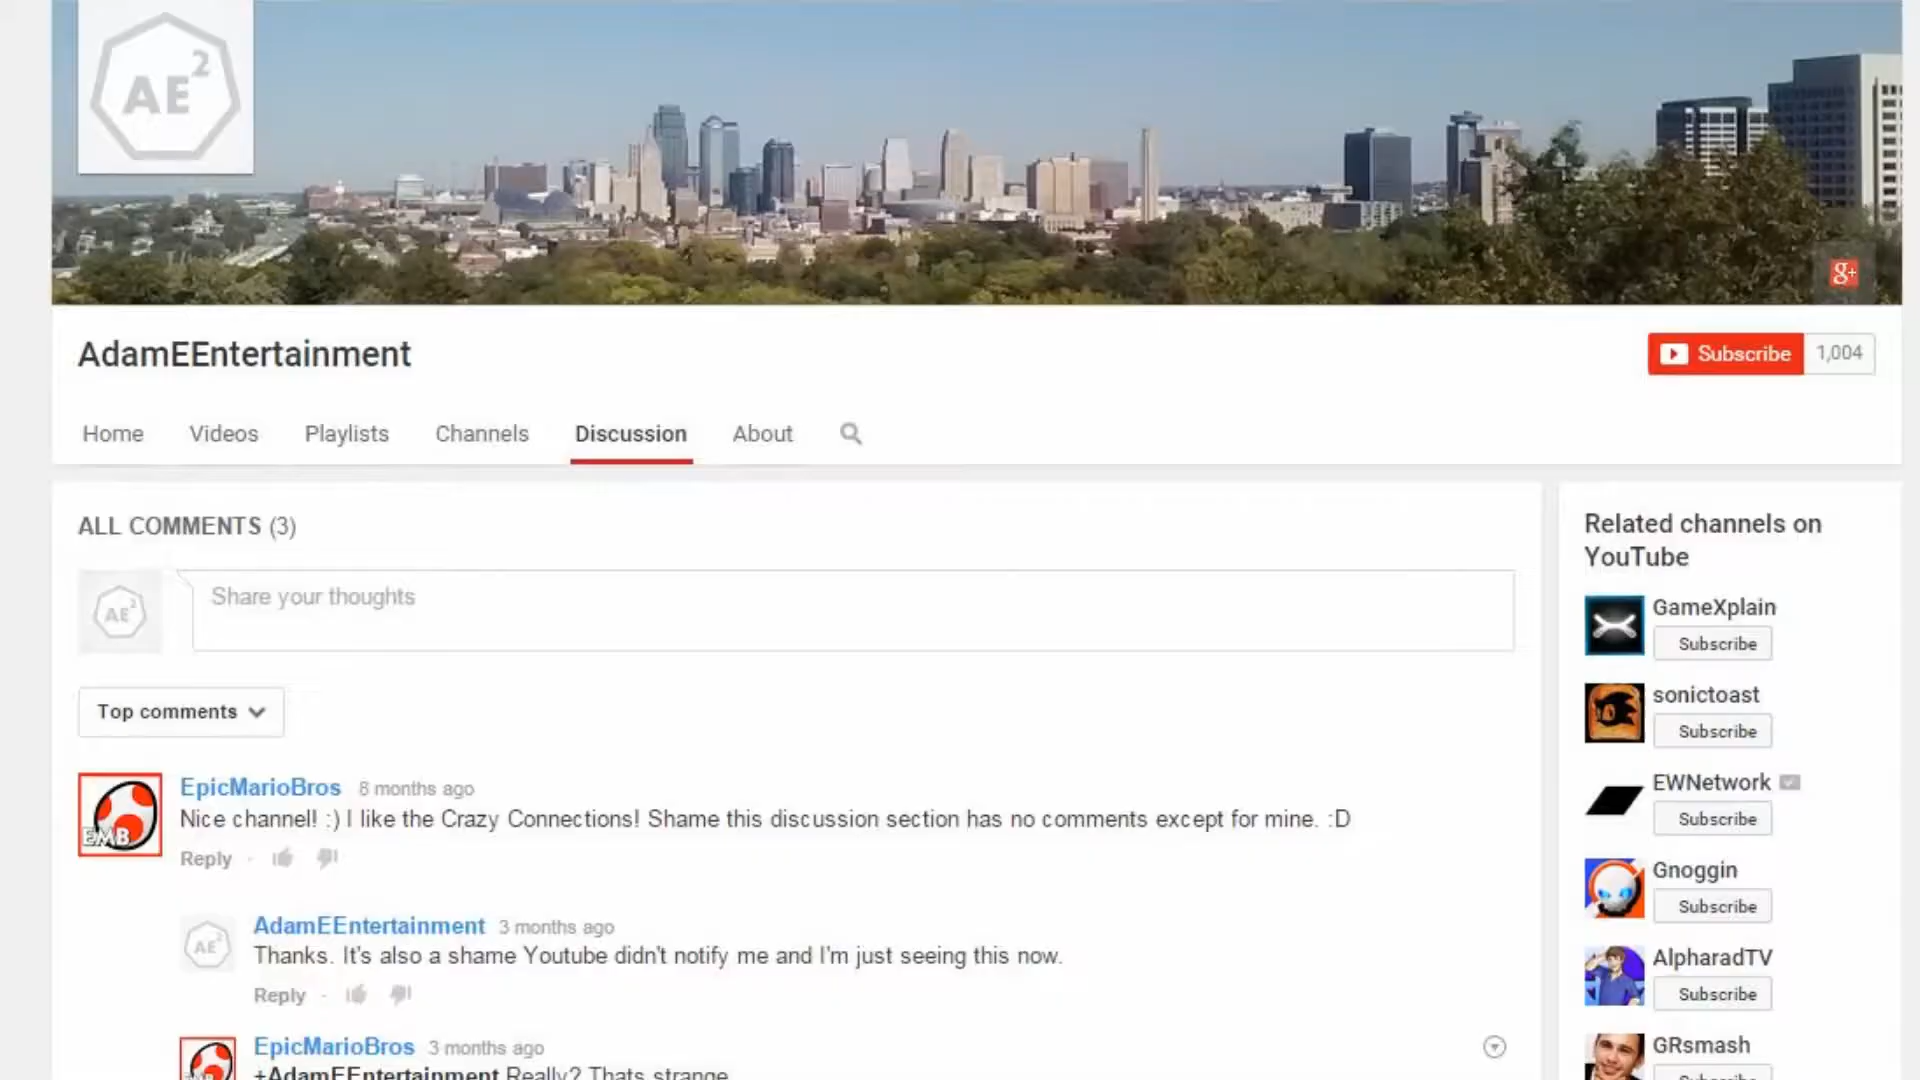 AE²
g+
AdamEEntertainment
Subscribe 1,004
Home Videos Playlists Channels Discussion About
ALL COMMENTS (3)
AE²
Share your thoughts
Top comments
EpicMarioBros 8 months ago
EMB
Nice channel! :) I like the Crazy Connections! Shame this discussion section has no comments except for mine. :D
Reply
AdamEEntertainment 3 months ago
AE²
Thanks. It's also a shame Youtube didn't notify me and I'm just seeing this now.
Reply
EpicMarioBros 3 months ago
+AdamEEntertainment Really? Thats strange
Related channels on
YouTube
GameXplain
Subscribe
sonictoast
Subscribe
EWNetwork
Subscribe
Gnoggin
Subscribe
AlpharadTV
Subscribe
GRsmash
Subscribe